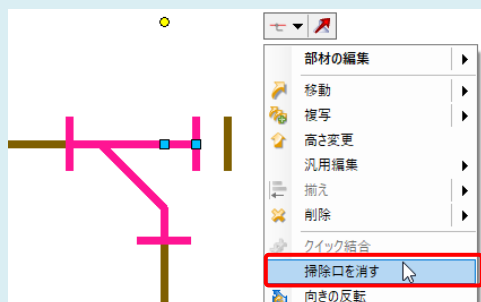 部材の編集
移動
複写
高さ変更
汎用編集
揃え
削除
クイック結合
掃除口を消す
向きの反転